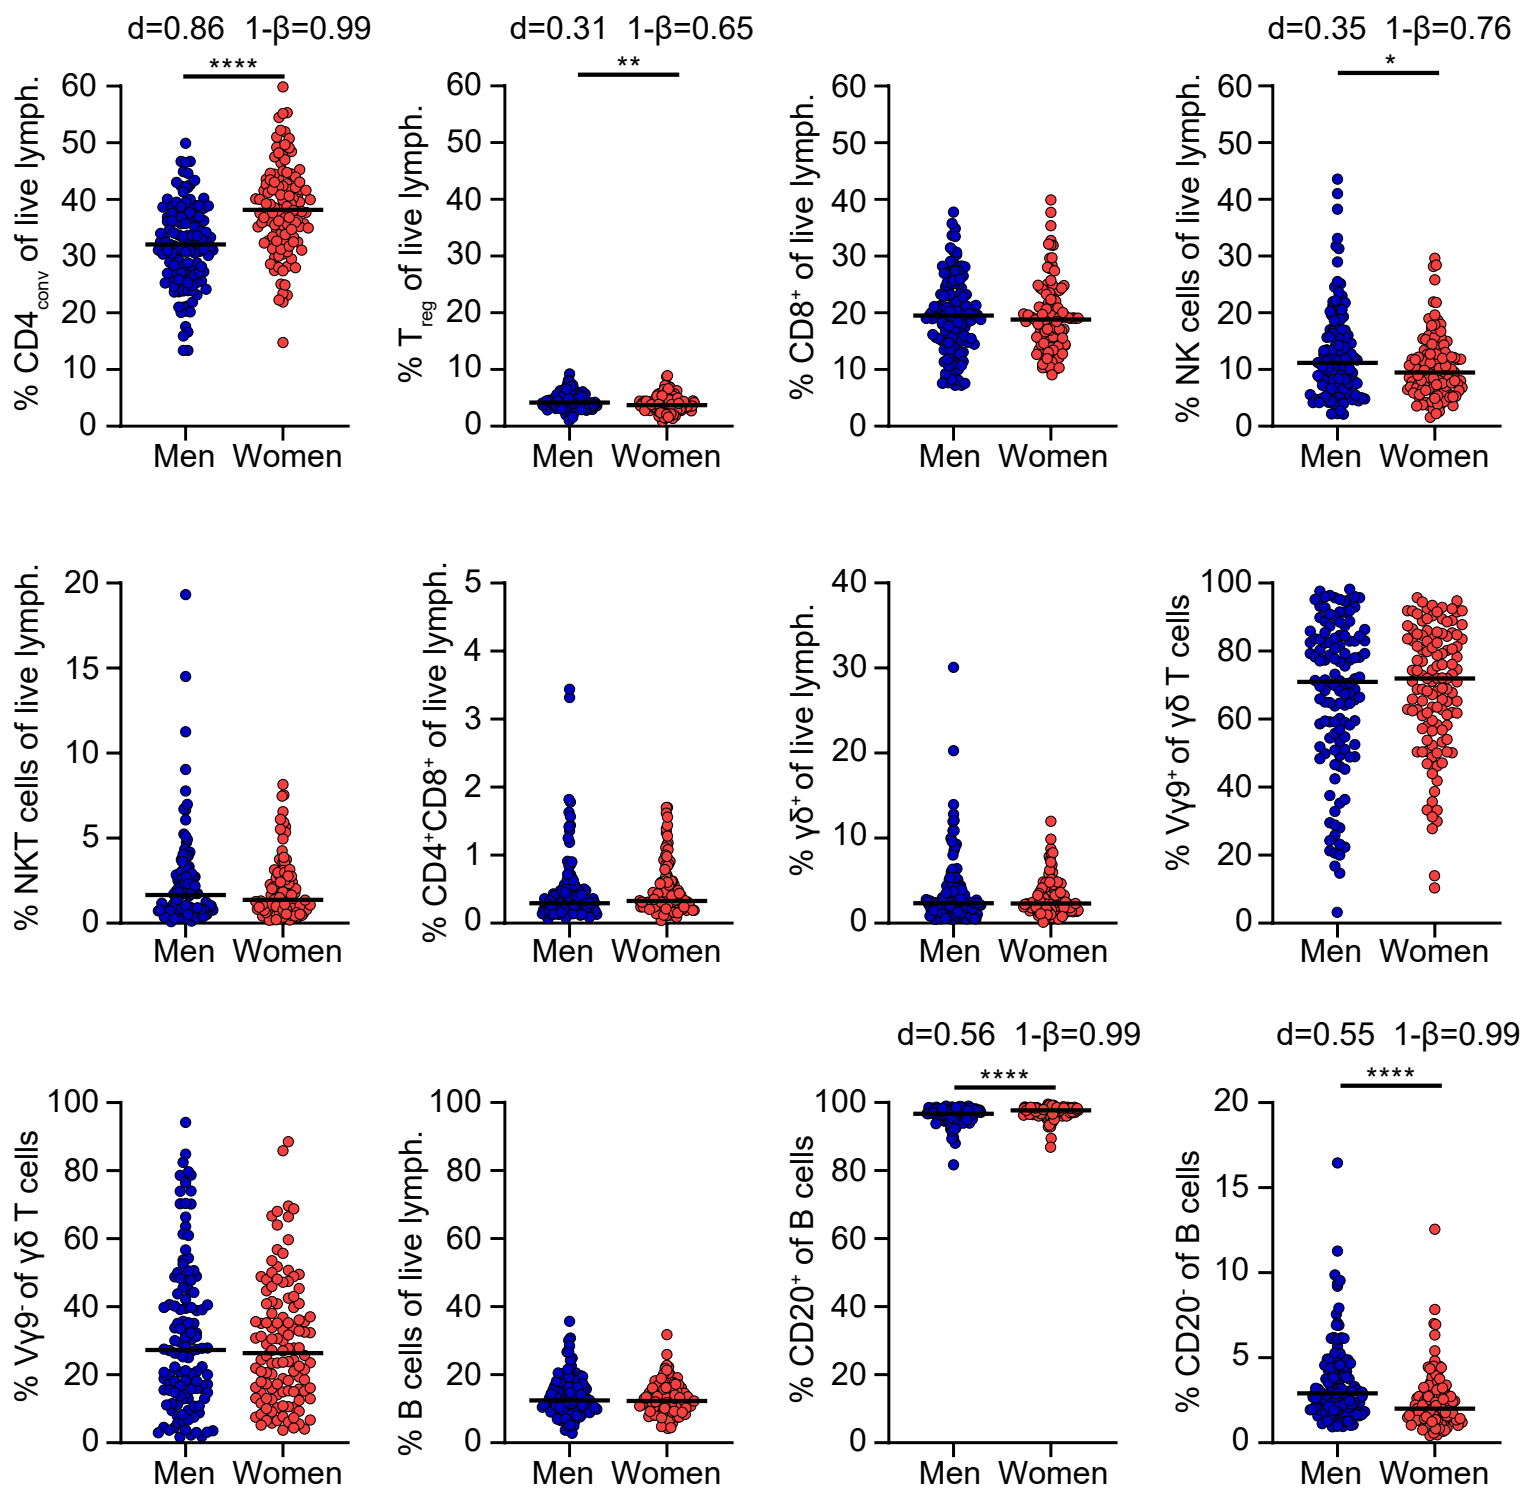 d=0.86 1-β=0.99
****
% CD4conv of live lymph.
60
50
40
30
20
10
0
Men Women
d=0.31 1-β=0.65
**
% Treg of live lymph.
60
50
40
30
20
10
0
Men Women
% CD8⁺ of live lymph.
60
50
40
30
20
10
0
Men Women
d=0.35 1-β=0.76
*
% NK cells of live lymph.
60
50
40
30
20
10
0
Men Women
% NKT cells of live lymph.
20
15
10
5
0
Men Women
% CD4⁺CD8⁺ of live lymph.
5
4
3
2
1
0
Men Women
% γδ⁺ of live lymph.
40
30
20
10
0
Men Women
% Vγ9⁺ of γδ T cells
100
80
60
40
20
0
Men Women
% Vγ9⁻ of γδ T cells
100
80
60
40
20
0
Men Women
% B cells of live lymph.
100
80
60
40
20
0
Men Women
d=0.56 1-β=0.99
****
% CD20⁺ of B cells
100
80
60
40
20
0
Men Women
d=0.55 1-β=0.99
****
% CD20⁻ of B cells
20
15
10
5
0
Men Women